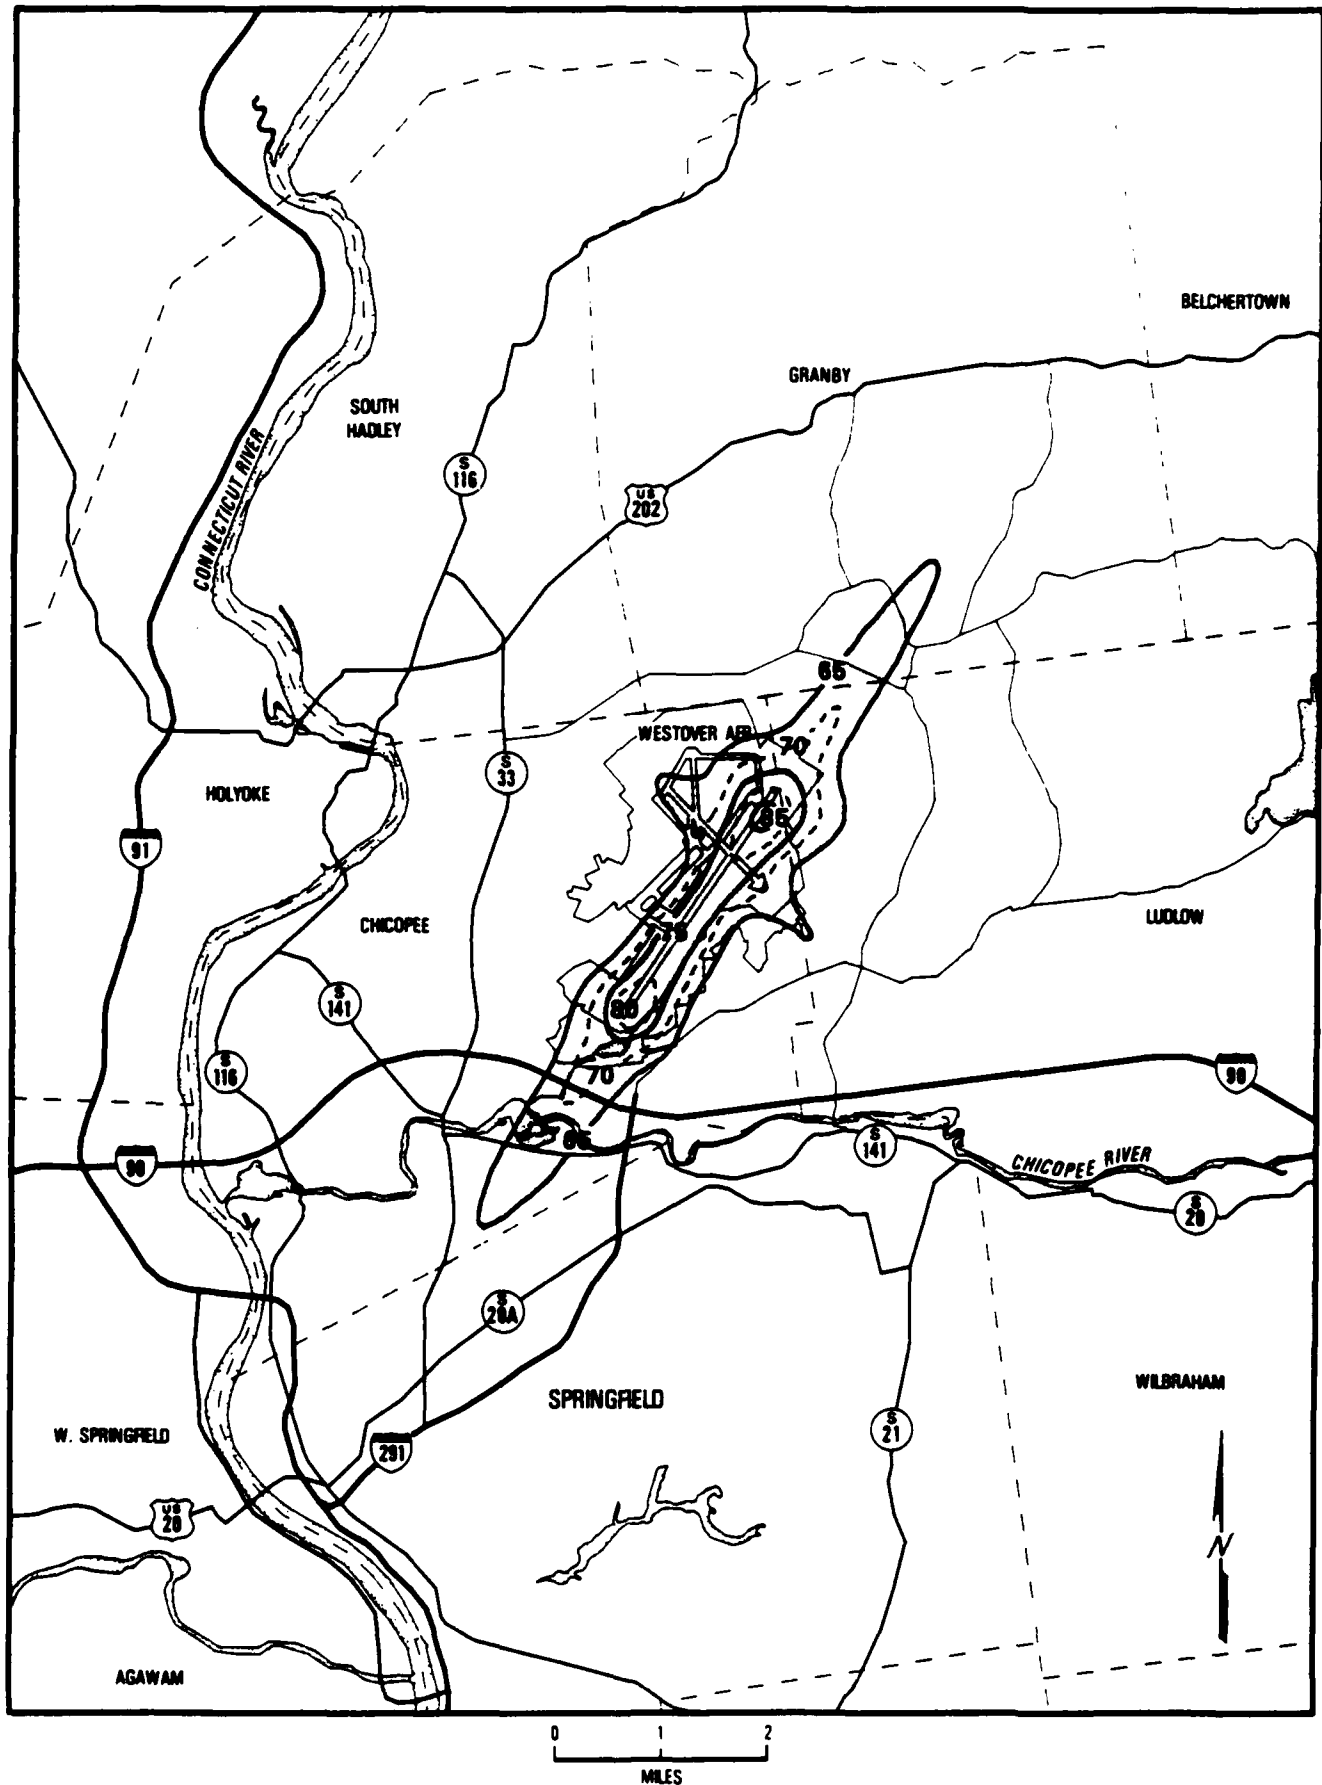 BELCHERTOWN
GRANBY
SOUTH
HADLEY
S
116
CONNECTICUT RIVER
US
202
65
WESTOVER AFB
70
S
33
HOLYOKE
85
91
CHICOPEE
LUDLOW
75
S
141
80
S
116
70
90
65
S
141
90
CHICOPEE RIVER
S
20
S
20A
SPRINGFIELD
WILBRAHAM
S
21
W. SPRINGFIELD
291
US
20
N
AGAWAM
0 1 2
MILES